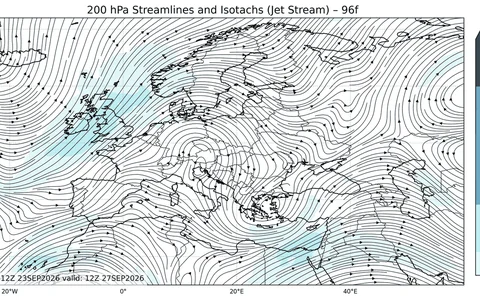 200 hPa Streamlines and Isotachs (Jet Stream) – 96f
12Z 23SEP2026 valid: 12Z 27SEP2026
20°W 0° 20°E 40°E